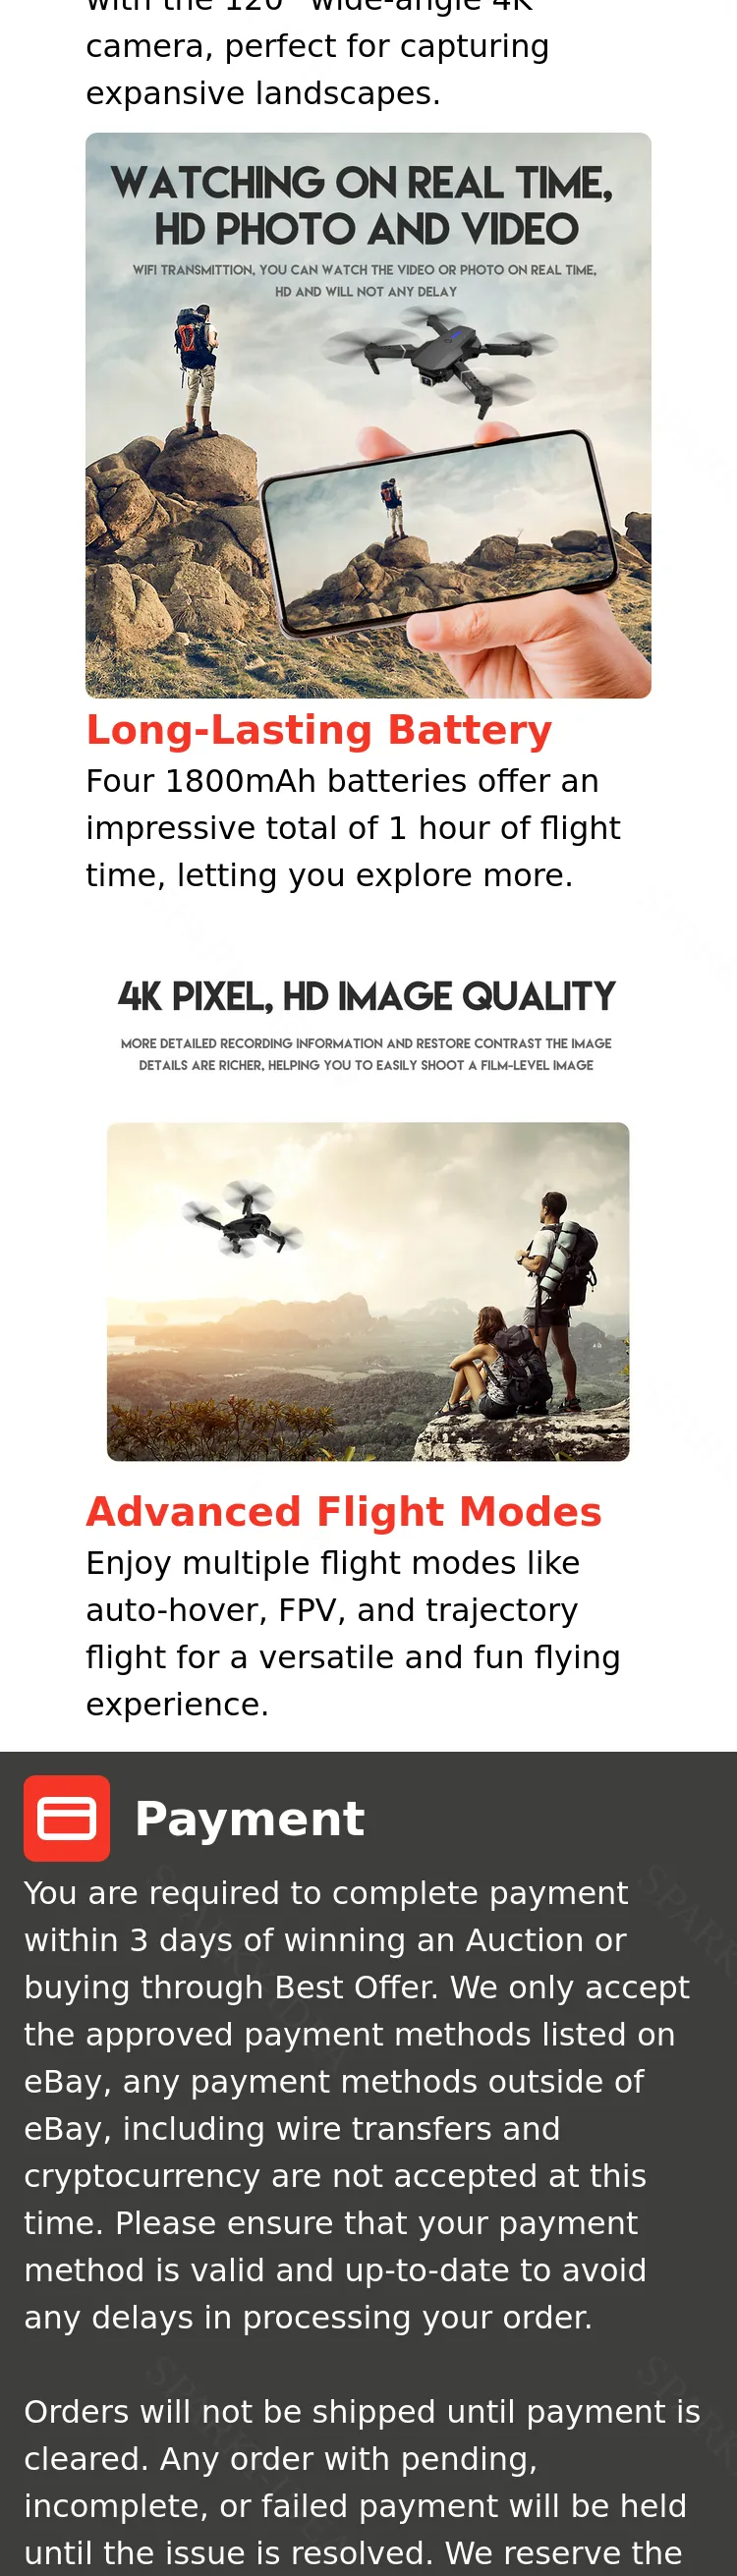 with the 120° wide-angle 4K
camera, perfect for capturing
expansive landscapes.
WATCHING ON REAL TIME,
HD PHOTO AND VIDEO
WIFI TRANSMITTION, YOU CAN WATCH THE VIDEO OR PHOTO ON REAL TIME,
HD AND WILL NOT ANY DELAY
Long-Lasting Battery
Four 1800mAh batteries offer an
impressive total of 1 hour of flight
time, letting you explore more.
4K PIXEL, HD IMAGE QUALITY
MORE DETAILED RECORDING INFORMATION AND RESTORE CONTRAST THE IMAGE
DETAILS ARE RICHER, HELPING YOU TO EASILY SHOOT A FILM-LEVEL IMAGE
Advanced Flight Modes
Enjoy multiple flight modes like
auto-hover, FPV, and trajectory
flight for a versatile and fun flying
experience.
Payment
You are required to complete payment
within 3 days of winning an Auction or
buying through Best Offer. We only accept
the approved payment methods listed on
eBay, any payment methods outside of
eBay, including wire transfers and
cryptocurrency are not accepted at this
time. Please ensure that your payment
method is valid and up-to-date to avoid
any delays in processing your order.
Orders will not be shipped until payment is
cleared. Any order with pending,
incomplete, or failed payment will be held
until the issue is resolved. We reserve the